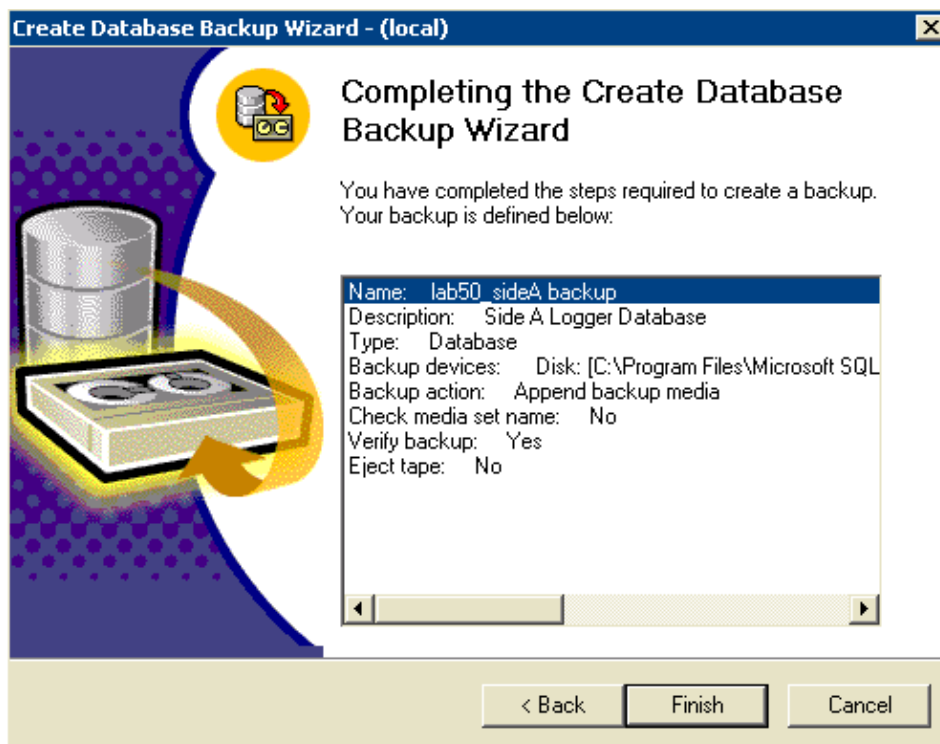 Create Database Backup Wizard - (local)
Completing the Create Database
Backup Wizard
You have completed the steps required to create a backup.
Your backup is defined below:
Name: lab50_sideA backup
Description: Side A Logger Database
Type: Database
Backup devices: Disk: [C:\Program Files\Microsoft SQL
Backup action: Append backup media
Check media set name: No
Verify backup: Yes
Eject tape: No
< Back
Finish
Cancel